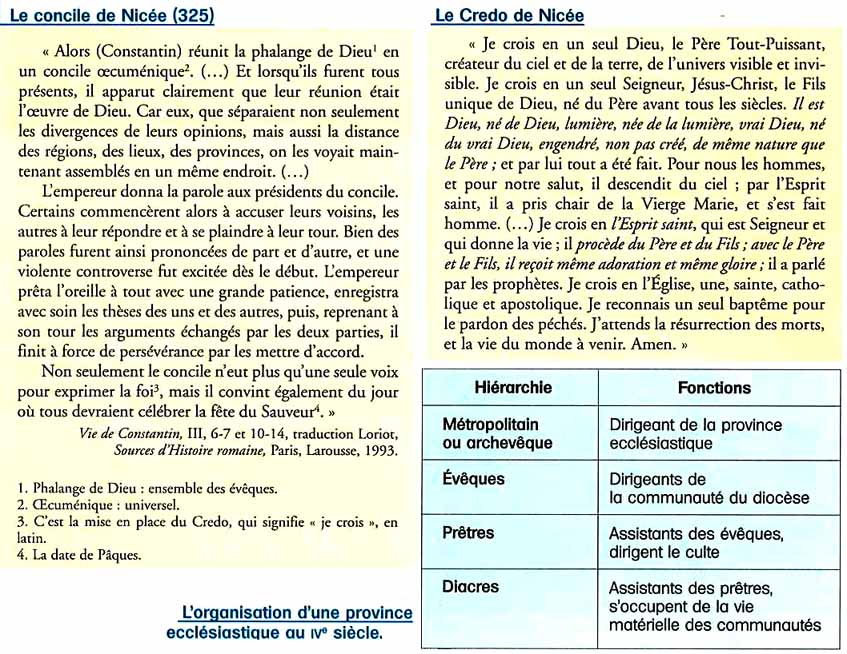 Le concile de Nicée (325)
« Alors (Constantin) réunit la phalange de Dieu¹ en
un concile œcuménique². (…) Et lorsqu'ils furent tous
présents, il apparut clairement que leur réunion était
l'œuvre de Dieu. Car eux, que séparaient non seulement
les divergences de leurs opinions, mais aussi la distance
des régions, des lieux, des provinces, on les voyait main-
tenant assemblés en un même endroit. (…)
L'empereur donna la parole aux présidents du concile.
Certains commencèrent alors à accuser leurs voisins, les
autres à leur répondre et à se plaindre à leur tour. Bien des
paroles furent ainsi prononcées de part et d'autre, et une
violente controverse fut excitée dès le début. L'empereur
prêta l'oreille à tout avec une grande patience, enregistra
avec soin les thèses des uns et des autres, puis, reprenant à
son tour les arguments échangés par les deux parties, il
finit à force de persévérance par les mettre d'accord.
Non seulement le concile n'eut plus qu'une seule voix
pour exprimer la foi³, mais il convint également du jour
où tous devraient célébrer la fête du Sauveur⁴. »
Vie de Constantin, III, 6-7 et 10-14, traduction Loriot,
Sources d'Histoire romaine, Paris, Larousse, 1993.
1. Phalange de Dieu : ensemble des évêques.
2. Œcuménique : universel.
3. C'est la mise en place du Credo, qui signifie « je crois », en
latin.
4. La date de Pâques.
Le Credo de Nicée
« Je crois en un seul Dieu, le Père Tout-Puissant,
créateur du ciel et de la terre, de l'univers visible et invi-
sible. Je crois en un seul Seigneur, Jésus-Christ, le Fils
unique de Dieu, né du Père avant tous les siècles. Il est
Dieu, né de Dieu, lumière, née de la lumière, vrai Dieu, né
du vrai Dieu, engendré, non pas créé, de même nature que
le Père ; et par lui tout a été fait. Pour nous les hommes,
et pour notre salut, il descendit du ciel ; par l'Esprit
saint, il a pris chair de la Vierge Marie, et s'est fait
homme. (…) Je crois en l'Esprit saint, qui est Seigneur et
qui donne la vie ; il procède du Père et du Fils ; avec le Père
et le Fils, il reçoit même adoration et même gloire ; il a parlé
par les prophètes. Je crois en l'Église, une, sainte, catho-
lique et apostolique. Je reconnais un seul baptême pour
le pardon des péchés. J'attends la résurrection des morts,
et la vie du monde à venir. Amen. »
Hiérarchie Fonctions
Métropolitain Dirigeant de la province
ou archevêque ecclésiastique
Évêques Dirigeants de
la communauté du diocèse
Prêtres Assistants des évêques,
dirigent le culte
Diacres Assistants des prêtres,
s'occupent de la vie
matérielle des communautés
L'organisation d'une province
ecclésiastique au IVe siècle.